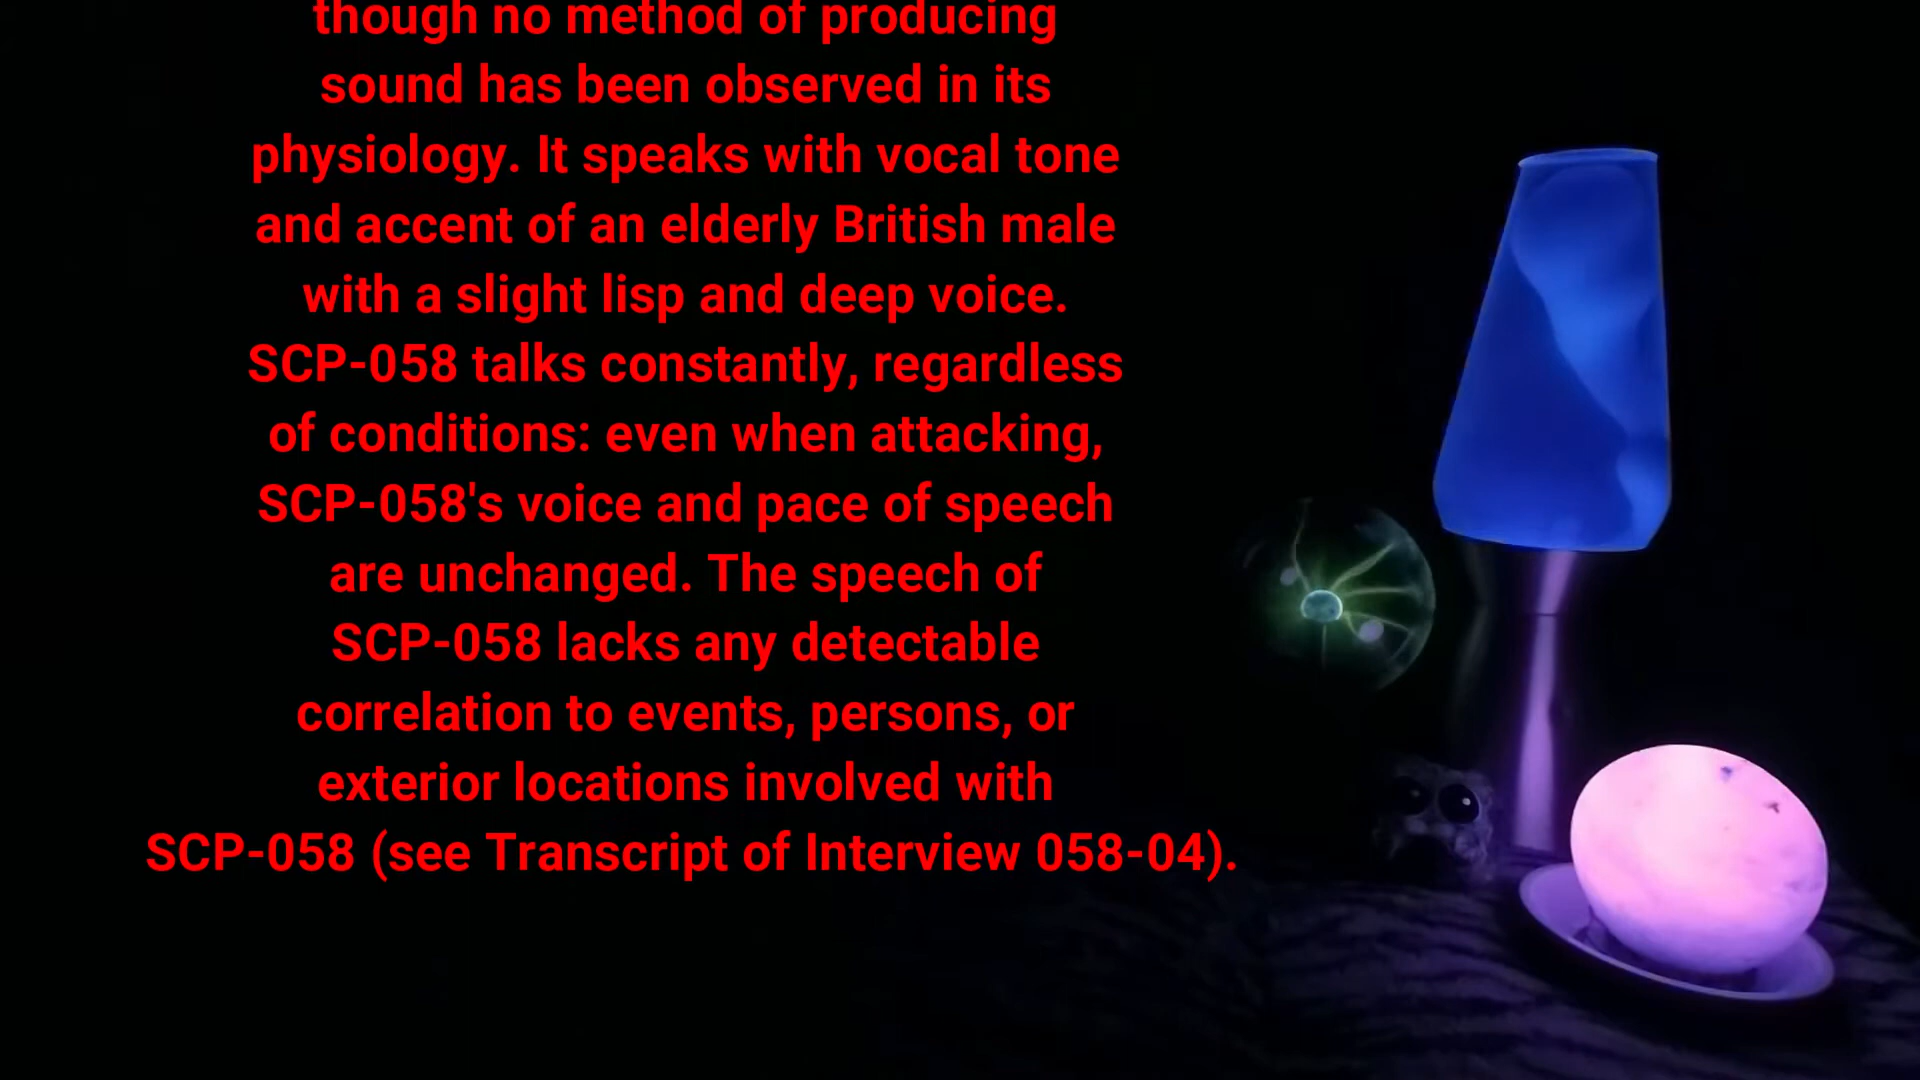 though no method of producing
sound has been observed in its
physiology. It speaks with vocal tone
and accent of an elderly British male
with a slight lisp and deep voice.
SCP-058 talks constantly, regardless
of conditions: even when attacking,
SCP-058's voice and pace of speech
are unchanged. The speech of
SCP-058 lacks any detectable
correlation to events, persons, or
exterior locations involved with
SCP-058 (see Transcript of Interview 058-04).